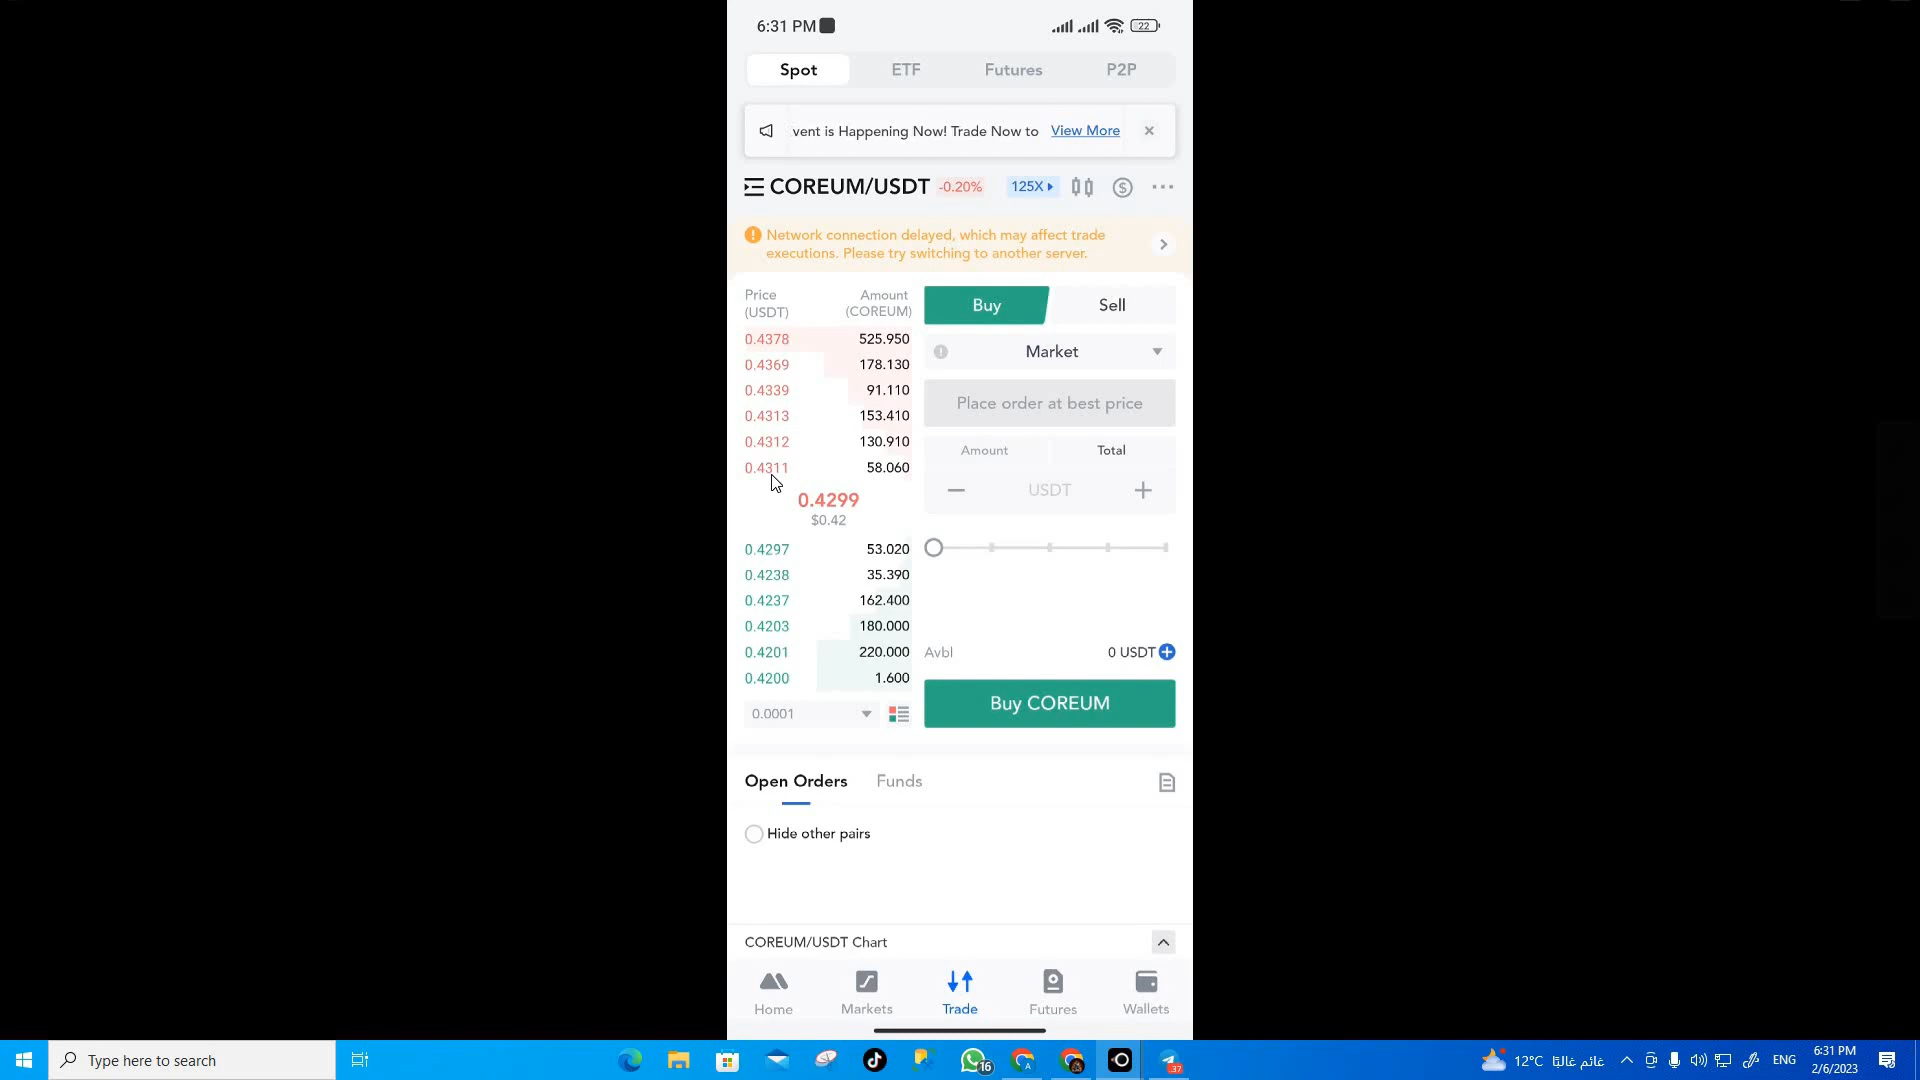 6:31 PM
22
Spot
ETF
Futures
P2P
vent is Happening Now! Trade Now to
View More
COREUM/USDT
-0.20%
125X
Network connection delayed, which may affect trade
executions. Please try switching to another server.
Price
(USDT)
Amount
(COREUM)
0.4378 525.950
0.4369 178.130
0.4339 91.110
0.4313 153.410
0.4312 130.910
0.4311 58.060
0.4299
$0.42
0.4297 53.020
0.4238 35.390
0.4237 162.400
0.4203 180.000
0.4201 220.000
0.4200 1.600
0.0001
Buy
Sell
Market
Place order at best price
Amount
Total
USDT
Avbl
0 USDT
Buy COREUM
Open Orders
Funds
Hide other pairs
COREUM/USDT Chart
Home
Markets
Trade
Futures
Wallets
Type here to search
16
A
37
12°C
غائم غالبًا
ENG
6:31 PM
2/6/2023